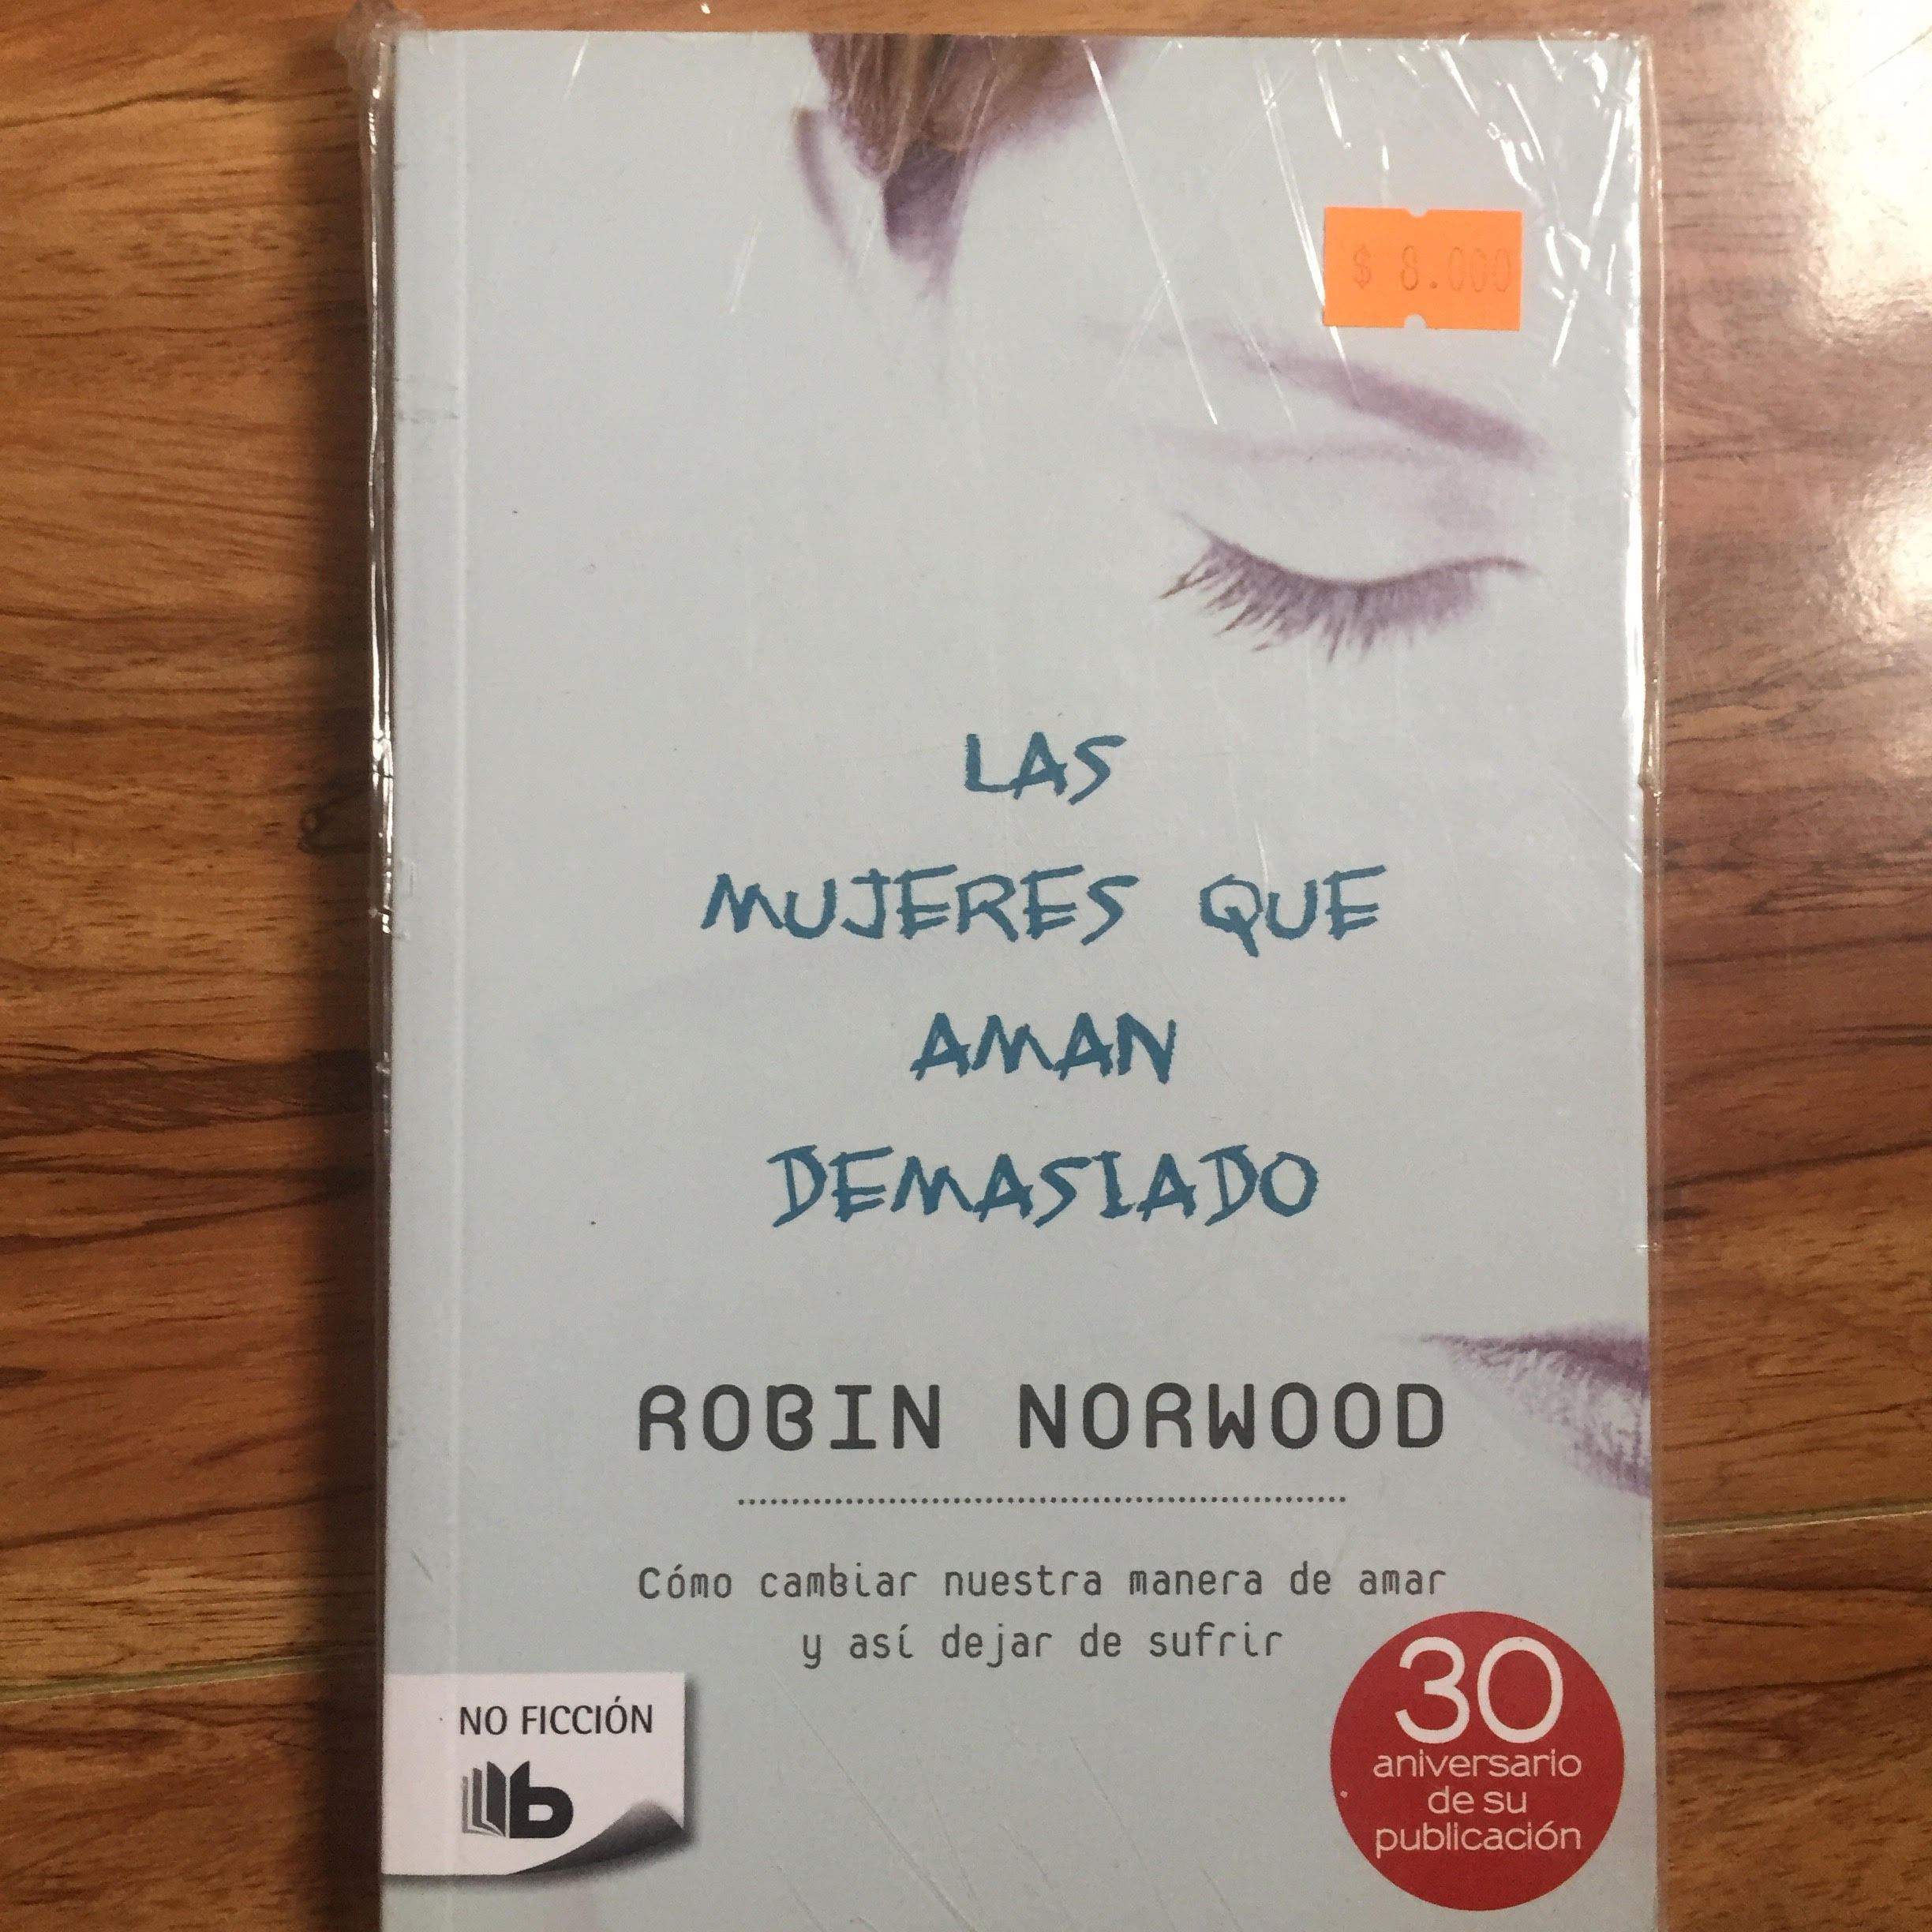 $ 8.000
LAS
MUJERES QUE
AMAN
DEMASIADO
ROBIN NORWOOD
Cómo cambiar nuestra manera de amar
y así dejar de sufrir
NO FICCIÓN
b
30
aniversario
de su
publicación